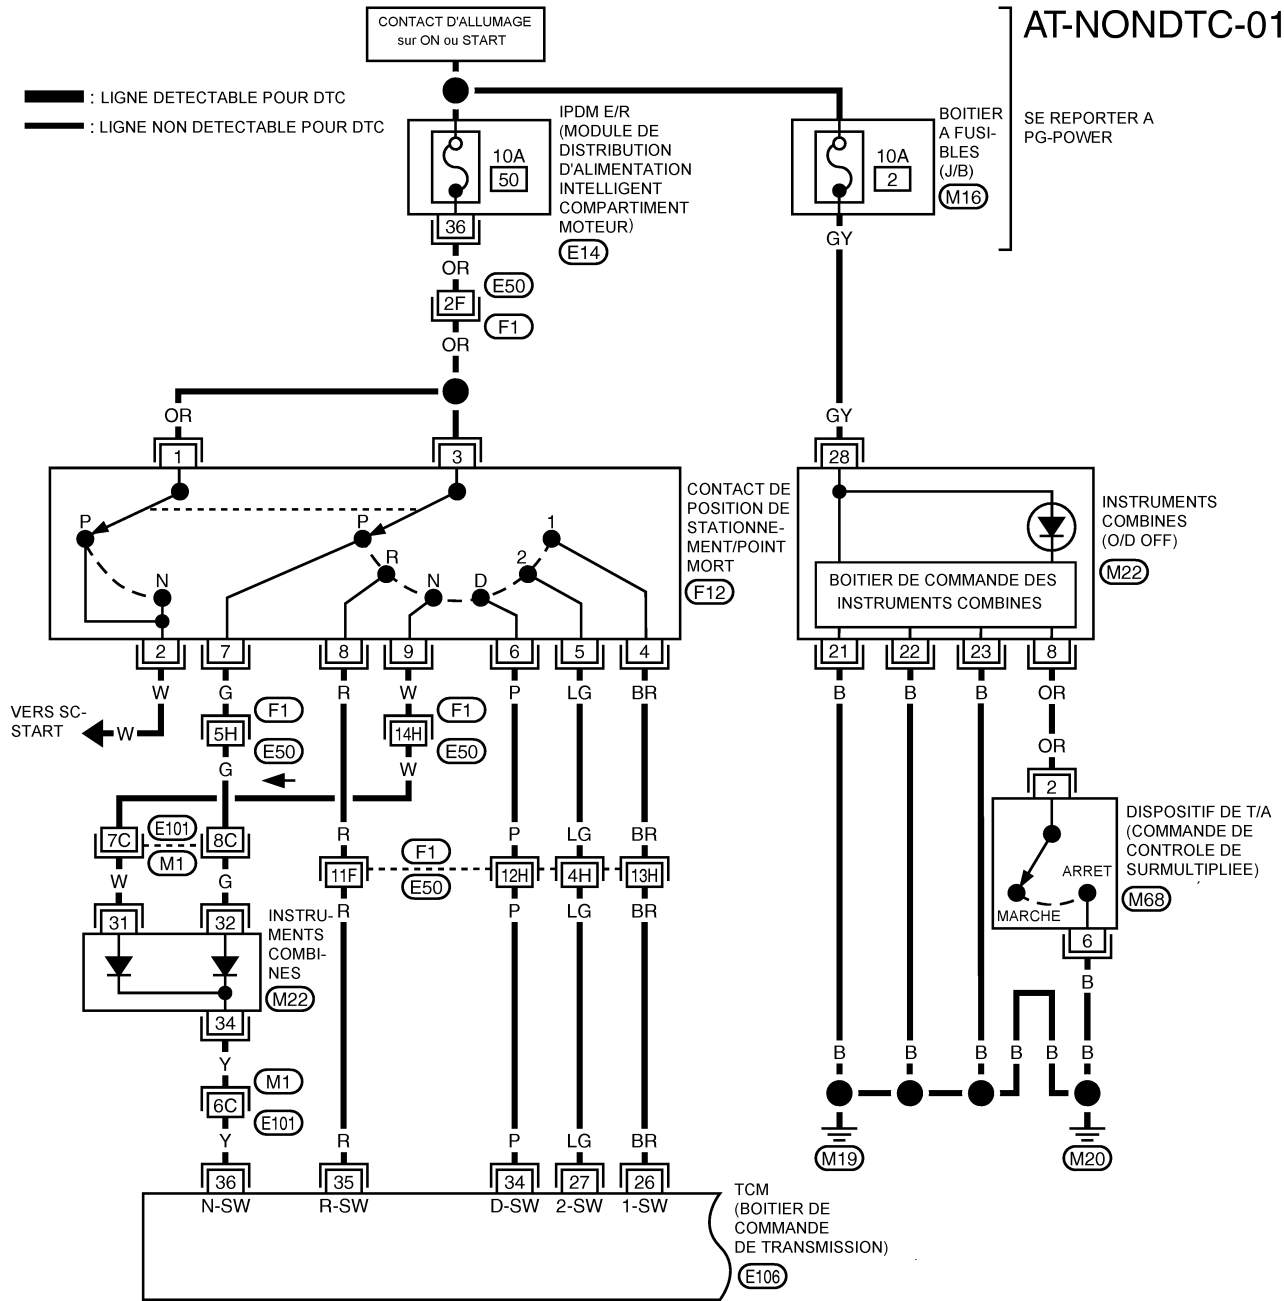 AT-NONDTC-01
CONTACT D'ALLUMAGE
sur ON ou START
: LIGNE DETECTABLE POUR DTC
: LIGNE NON DETECTABLE POUR DTC
IPDM E/R
(MODULE DE
DISTRIBUTION
D'ALIMENTATION
INTELLIGENT
COMPARTIMENT
MOTEUR)
E14
10A
50
36
BOITIER
A FUSI-
BLES
(J/B)
M16
10A
2
SE REPORTER A
PG-POWER
GY
OR
E50
2F
F1
OR
OR
GY
1
3
28
CONTACT DE
POSITION DE
STATIONNE-
MENT/POINT
MORT
F12
P
N
P
R
N
D
2
1
INSTRUMENTS
COMBINES
(O/D OFF)
M22
BOITIER DE COMMANDE DES
INSTRUMENTS COMBINES
2 7 8 9 6 5 4
21 22 23 8
W G R W P LG BR
B B B OR
VERS SC-
START
W
F1
5H
E50
F1
14H
E50
G
W
OR
2
DISPOSITIF DE T/A
(COMMANDE DE
CONTROLE DE
SURMULTIPLIEE)
M68
ARRET
MARCHE
6
B
7C
E101
M1
8C
R P LG BR
F1
E50
11F 12H 4H 13H
W G
R P LG BR
31 32
INSTRU-
MENTS
COMBI-
NES
M22
34
Y
M1
6C
E101
B B B B B B
M19
M20
Y R P LG BR
36 35 34 27 26
N-SW R-SW D-SW 2-SW 1-SW
TCM
(BOITIER DE
COMMANDE
DE TRANSMISSION)
E106